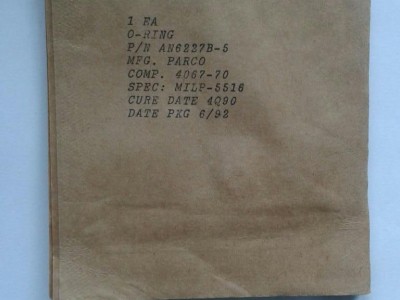 1 EA
O-RING
P/N AN6227B-5
MFG. PARCO
COMP. 4067-70
SPEC: MILP-5516
CURE DATE 4Q90
DATE PKG 6/92